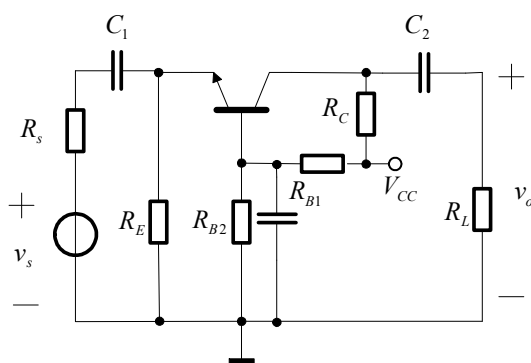 C1
C2
Rs
RC
RB1
VCC
+
vs
−
RE
RB2
RL
+
vo
−